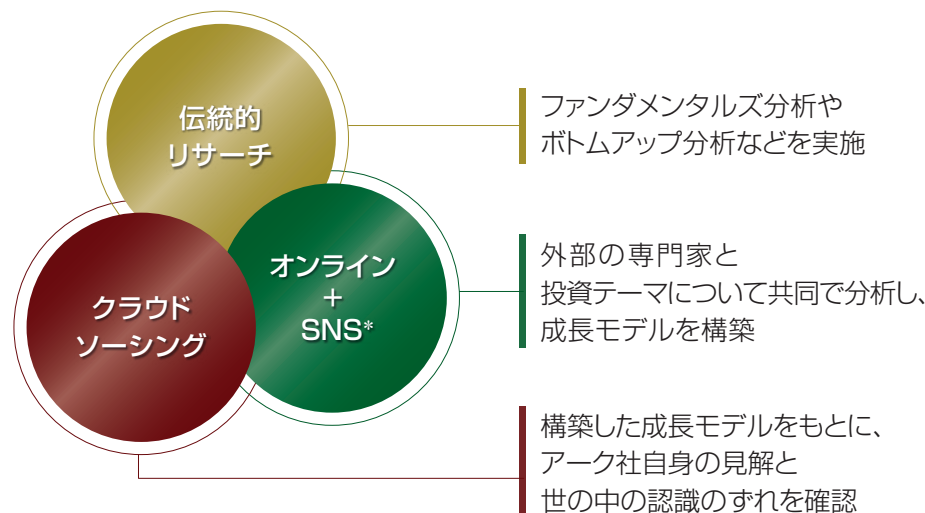 伝統的
リサーチ
ファンダメンタルズ分析や
ボトムアップ分析などを実施
オンライン
+
SNS*
外部の専門家と
投資テーマについて共同で分析し、
成長モデルを構築
クラウド
ソーシング
構築した成長モデルをもとに、
アーク社自身の見解と
世の中の認識のずれを確認